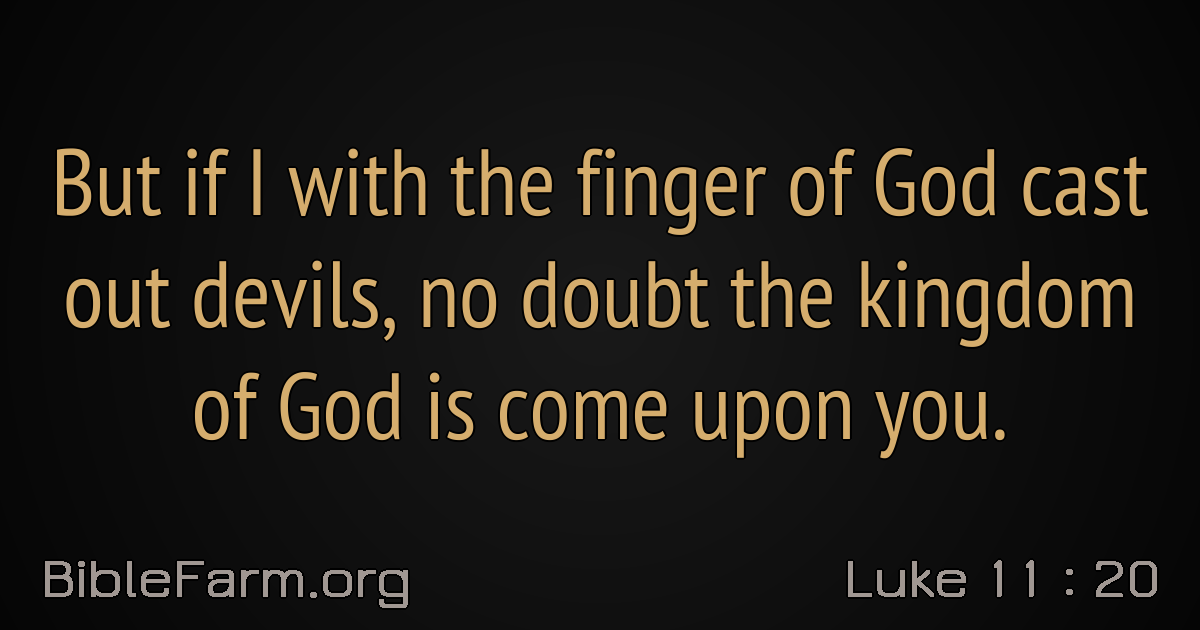 But if I with the finger of God cast
out devils, no doubt the kingdom
of God is come upon you.
BibleFarm.org
Luke 11 : 20